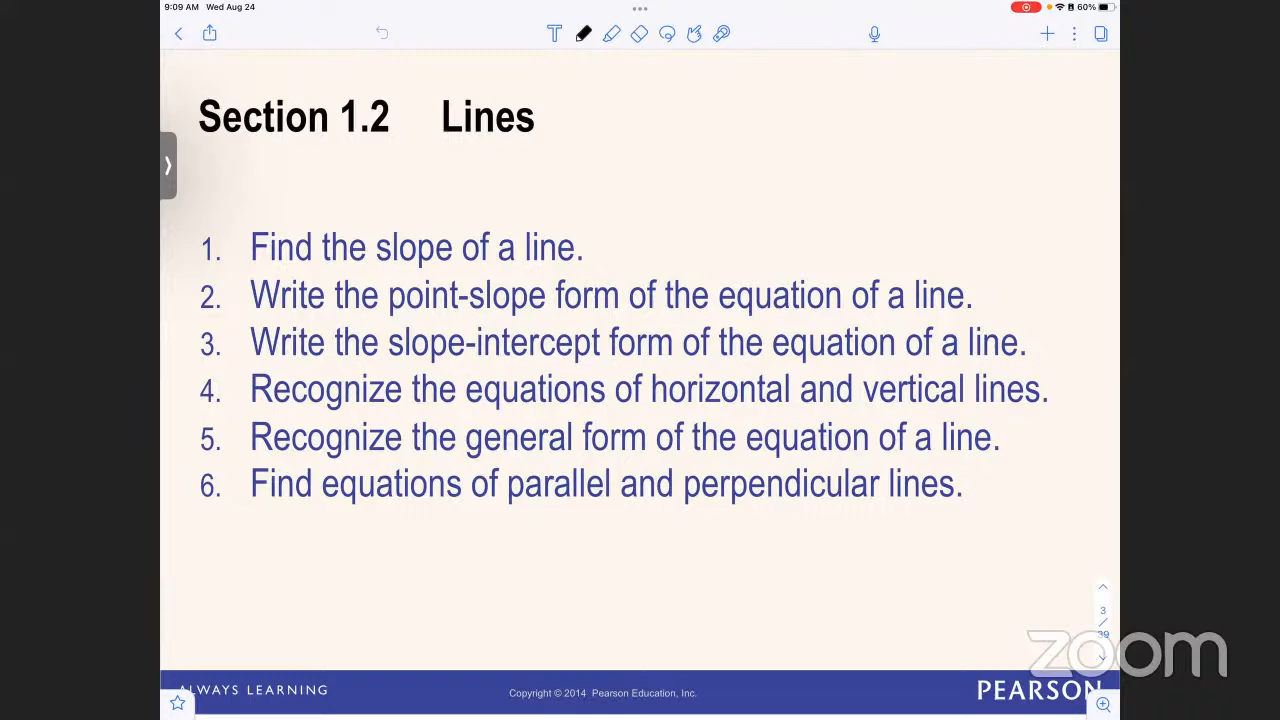 9:09 AM Wed Aug 24
60%
T
Section 1.2 Lines
1. Find the slope of a line.
2. Write the point-slope form of the equation of a line.
3. Write the slope-intercept form of the equation of a line.
4. Recognize the equations of horizontal and vertical lines.
5. Recognize the general form of the equation of a line.
6. Find equations of parallel and perpendicular lines.
3
/
39
zoom
ALWAYS LEARNING
Copyright © 2014 Pearson Education, Inc.
PEARSON